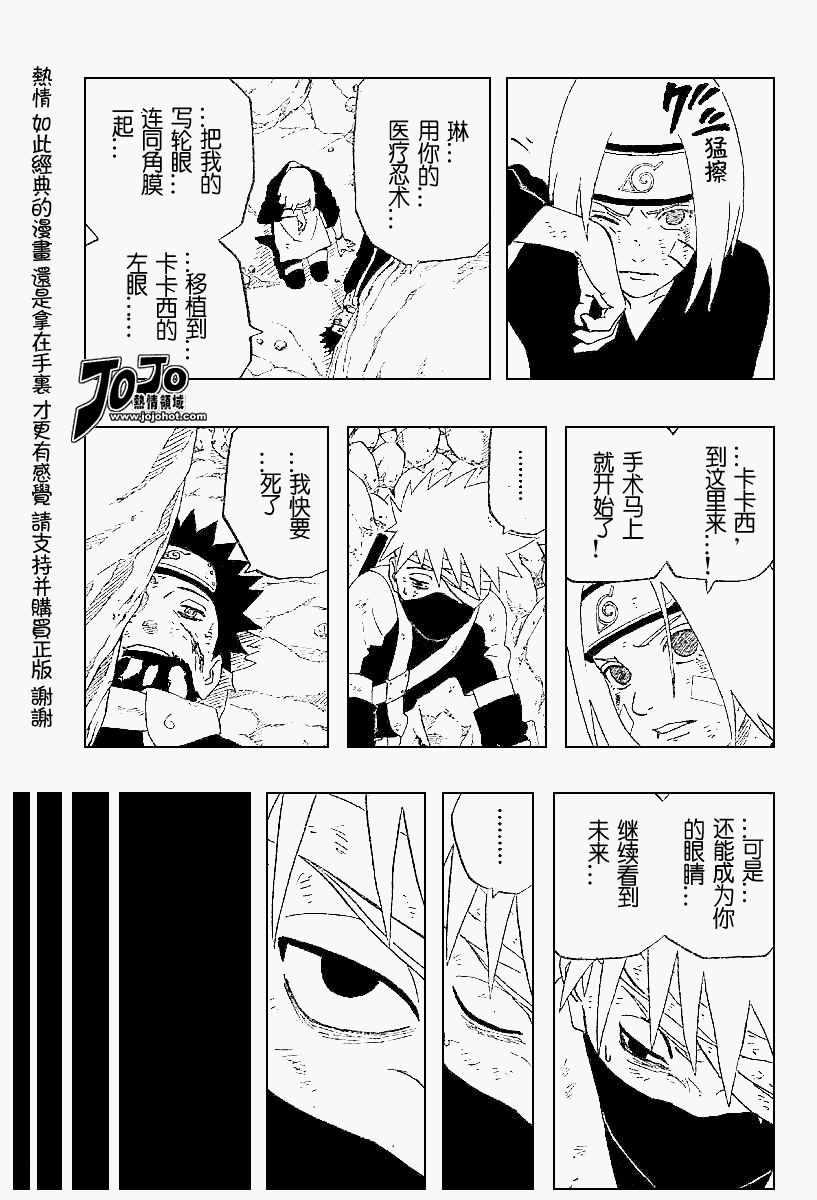 グイッ
猛擦
琳…
用你的…
医疗忍术…
…把我的
写轮眼…
连同角膜
一起…
…移植到…
卡卡西的
左眼……
…卡卡西，
到这里来…！
手术马上
就开始了！
………
…我快要
…死了
…可是…
还能成为你
的眼睛…
继续看到
未来…
………
熱情 如此經典的漫畫 還是拿在手裏 才更有感覺 請支持并購買正版 謝謝
JOJO
熱情領域
www.jojohot.com